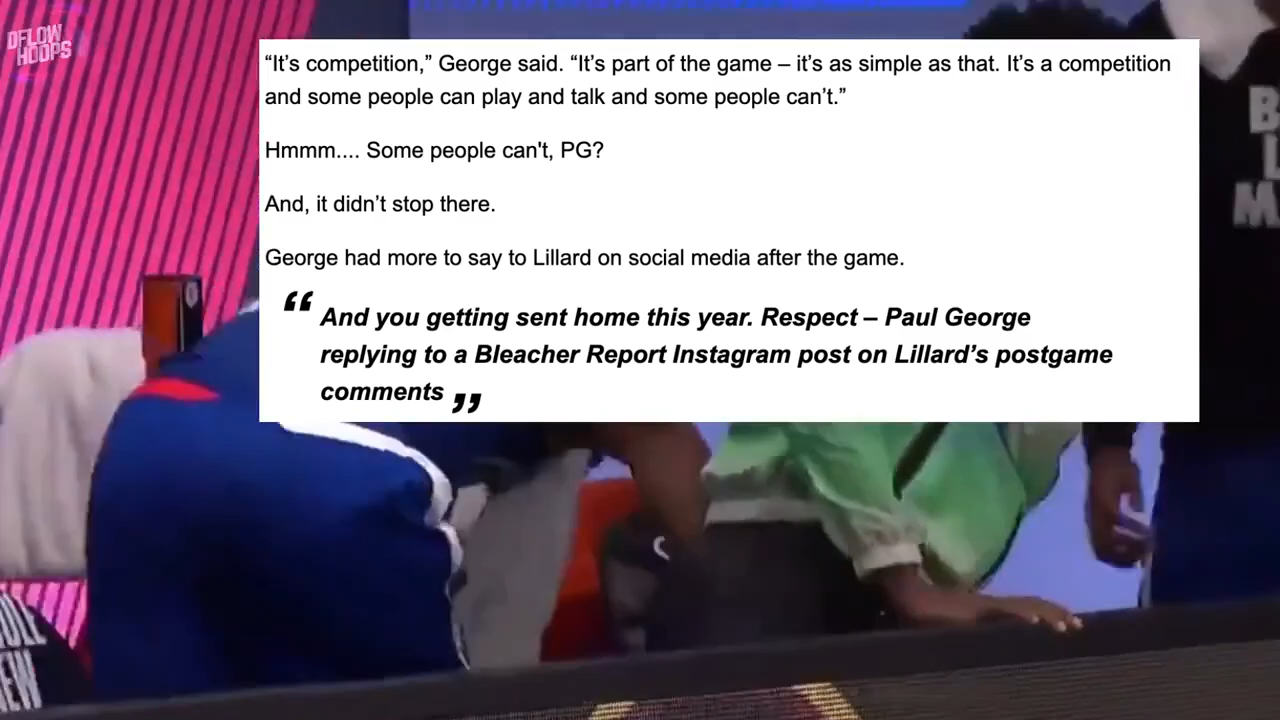 DFLOW
HOOPS
“It’s competition,” George said. “It’s part of the game – it’s as simple as that. It’s a competition
and some people can play and talk and some people can’t.”
Hmmm.... Some people can't, PG?
And, it didn’t stop there.
George had more to say to Lillard on social media after the game.
“ And you getting sent home this year. Respect – Paul George
replying to a Bleacher Report Instagram post on Lillard’s postgame
comments ”
B
L
M